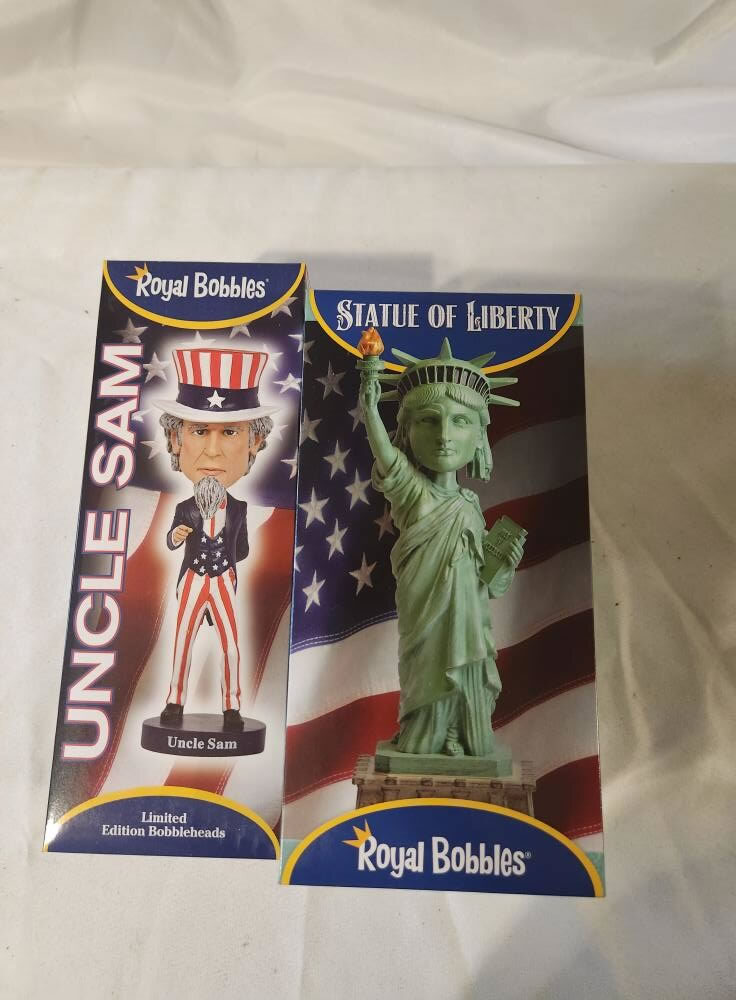 Royal Bobbles
UNCLE SAM
Uncle Sam
Limited
Edition Bobbleheads
STATUE OF LIBERTY
Royal Bobbles®